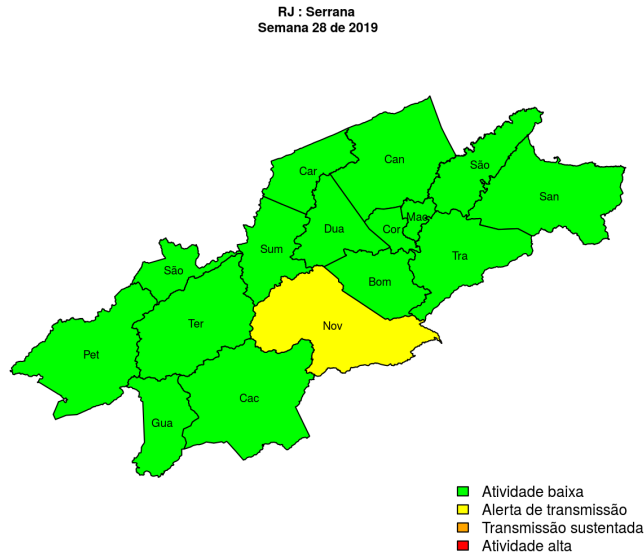 RJ : Serrana
Semana 28 de 2019
Can
São
Car
San
Mac
Dua
Cor
Sum
Tra
São
Bom
Ter
Nov
Pet
Cac
Gua
Atividade baixa
Alerta de transmissão
Transmissão sustentada
Atividade alta